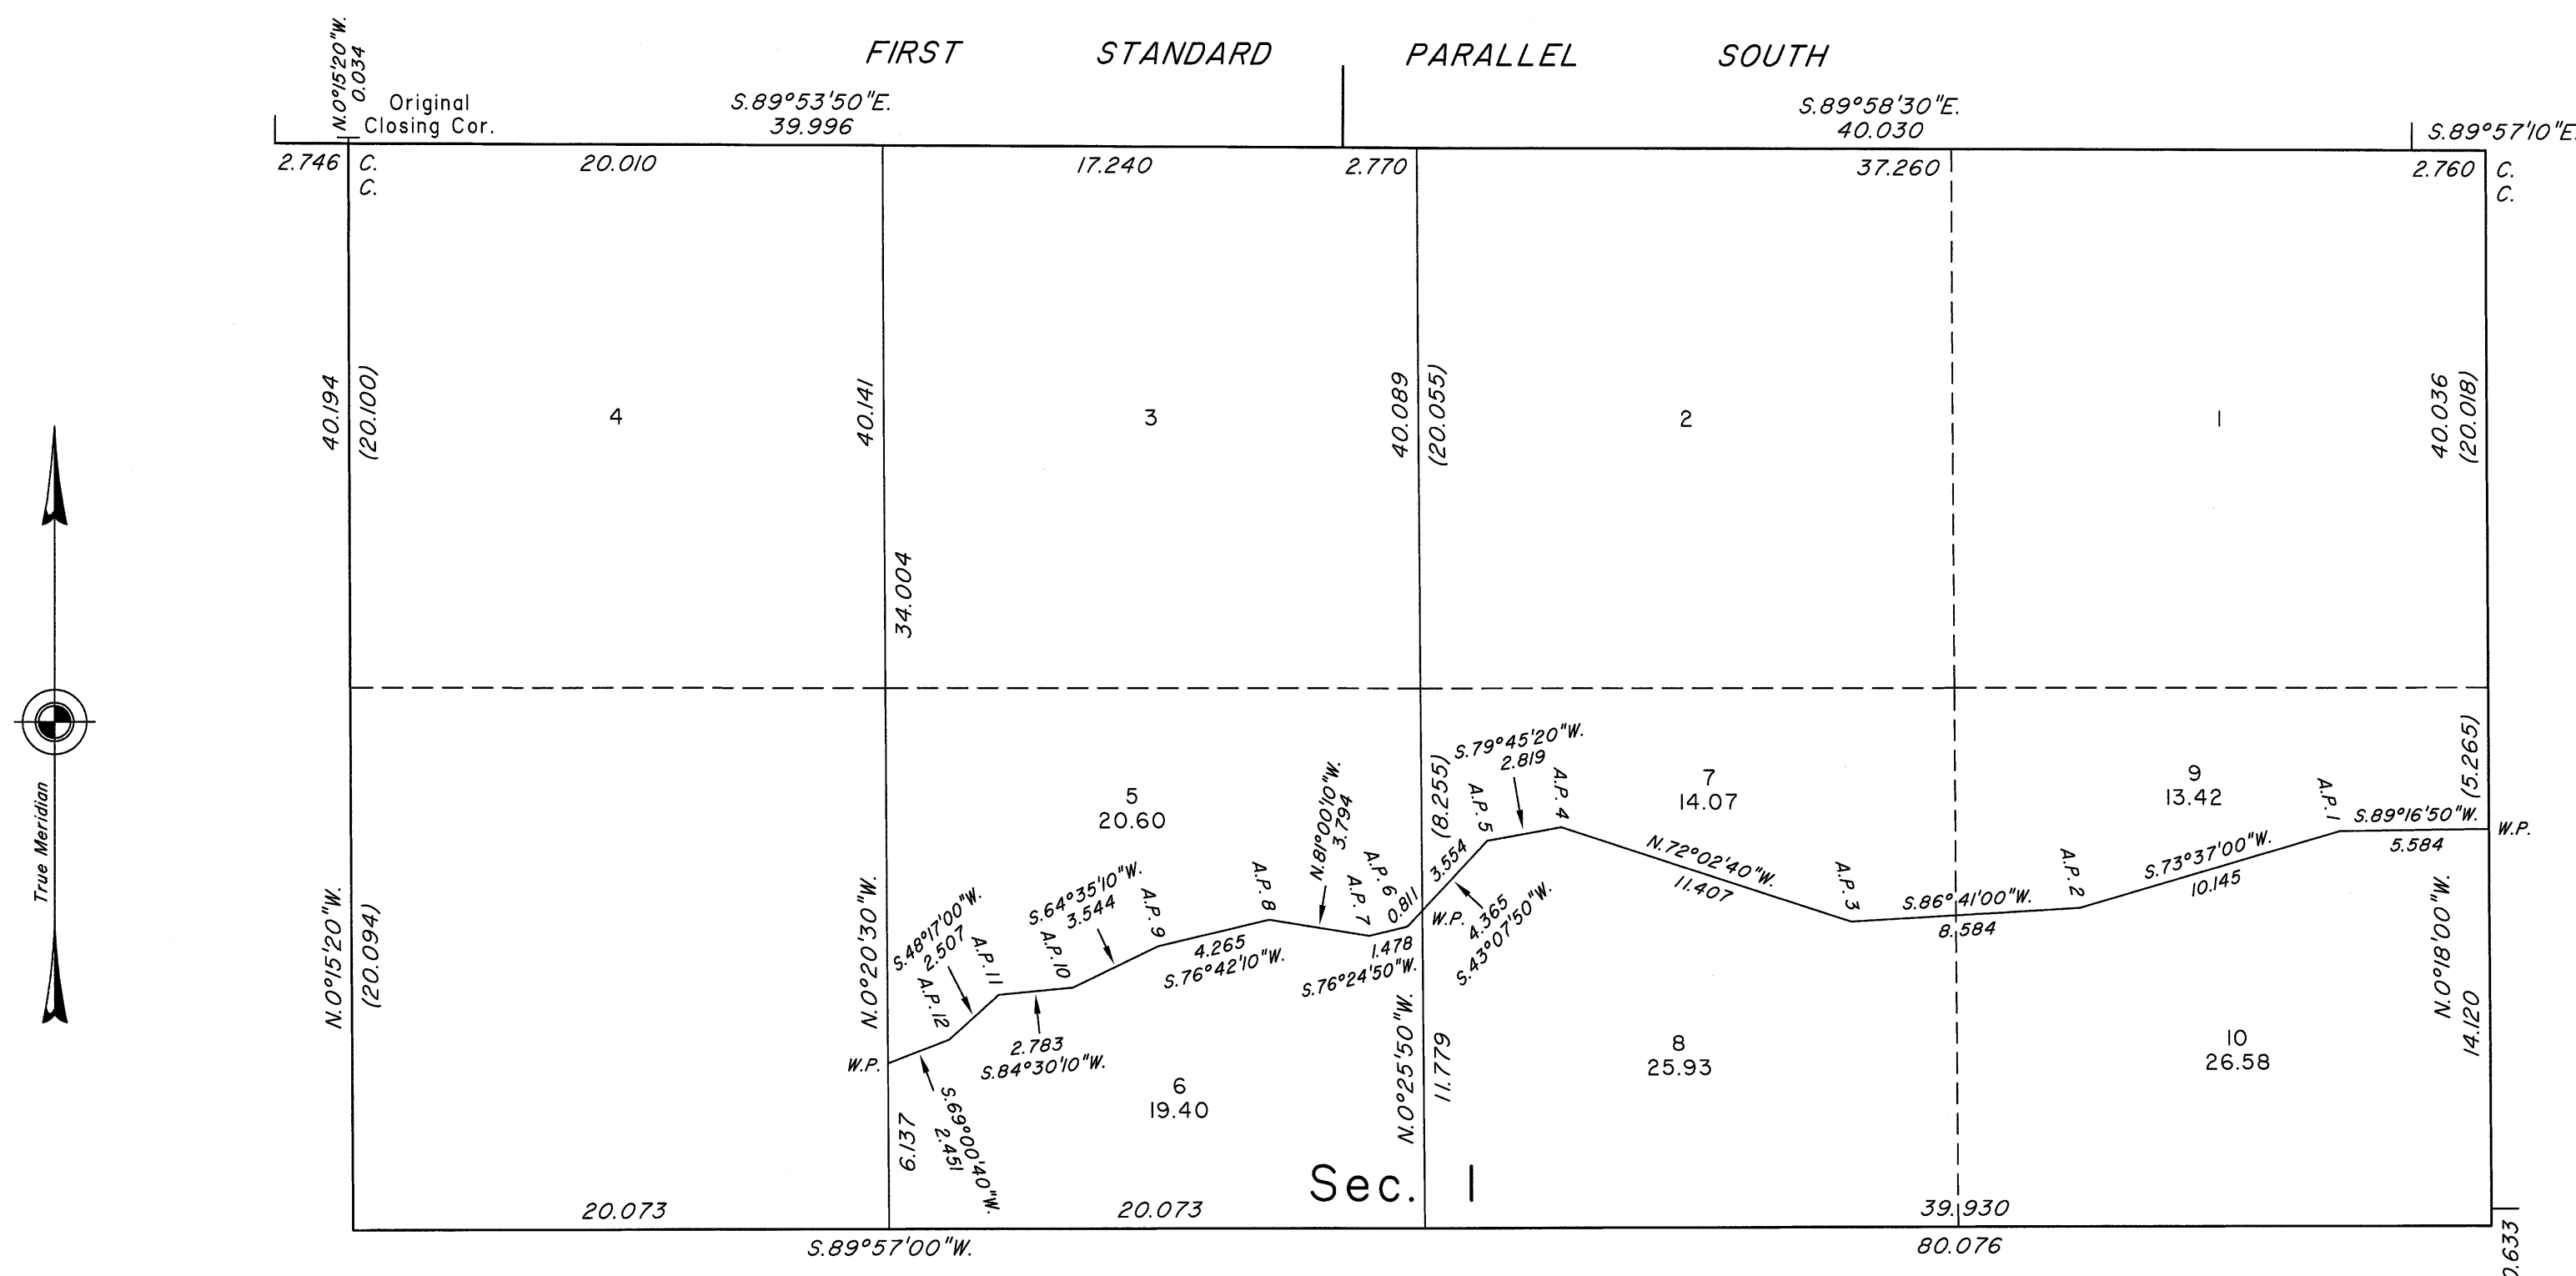 FIRST STANDARD PARALLEL SOUTH
N.0°15'20"W.
0.034
Original
Closing Cor.
S.89°53'50"E.
39.996
S.89°58'30"E.
40.030
S.89°57'10"E.
2.746
C.
C.
20.010
17.240
2.770
37.260
2.760
C.
C.
40.194
(20.100)
4
40.141
3
40.089
(20.055)
2
1
40.036
(20.018)
34.004
True Meridian
N.0°15'20"W.
(20.094)
N.0°20'30"W.
5
20.60
S.48°17'00"W.
2.507
A.P. 12
A.P. 11
S.64°35'10"W.
3.544
A.P. 10
A.P. 9
A.P. 8
4.265
S.76°42'10"W.
N.81°00'10"W.
3.794
A.P. 7
A.P. 6
0.811
1.478
S.76°24'50"W.
W.P.
(8.255)
3.554
4.365
S.43°07'50"W.
A.P. 5
S.79°45'20"W.
2.819
A.P. 4
7
14.07
N.72°02'40"W.
11.407
A.P. 3
S.86°41'00"W.
8.584
A.P. 2
9
13.42
S.73°37'00"W.
10.145
A.P. 1
S.89°16'50"W.
5.584
(5.265)
W.P.
W.P.
2.783
S.84°30'10"W.
S.69°00'40"W.
2.451
6.137
6
19.40
N.0°25'50"W.
11.779
8
25.93
10
26.58
N.0°18'00"W.
14.120
Sec. 1
20.073
20.073
39.930
S.89°57'00"W.
80.076